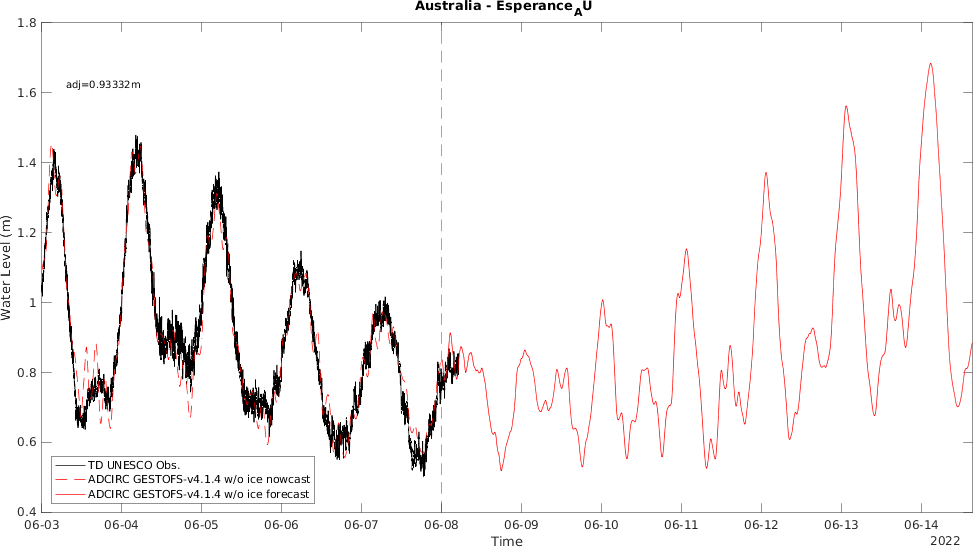 Australia - Esperance_AU
1.8
1.6
1.4
1.2
1
0.8
0.6
0.4
Water Level (m)
adj=0.93332m
TD UNESCO Obs.
ADCIRC GESTOFS-v4.1.4 w/o ice nowcast
ADCIRC GESTOFS-v4.1.4 w/o ice forecast
06-03 06-04 06-05 06-06 06-07 06-08 06-09 06-10 06-11 06-12 06-13 06-14
Time
2022